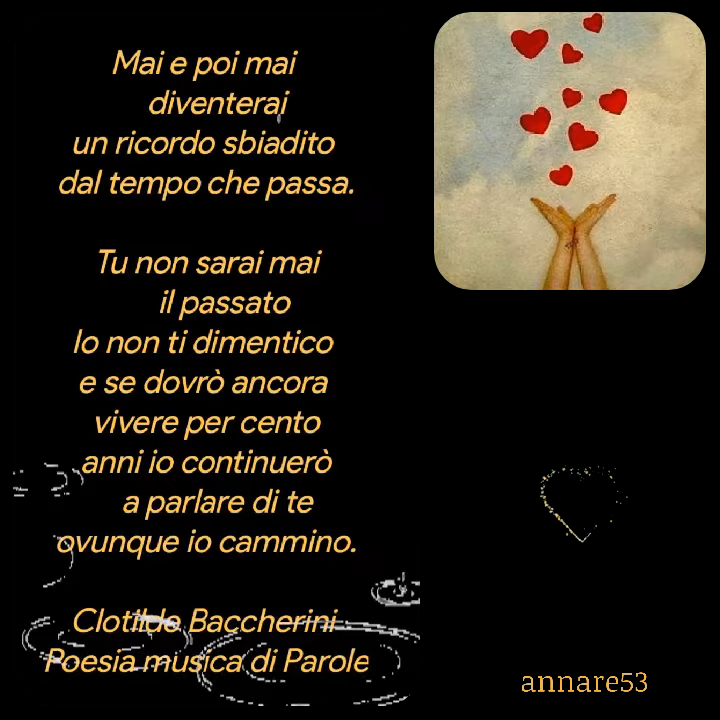 Mai e poi mai
diventerai
un ricordo sbiadito
dal tempo che passa.
Tu non sarai mai
il passato
Io non ti dimentico
e se dovrò ancora
vivere per cento
anni io continuerò
a parlare di te
ovunque io cammino.
Clotilde Baccherini
Poesia musica di Parole
annare53